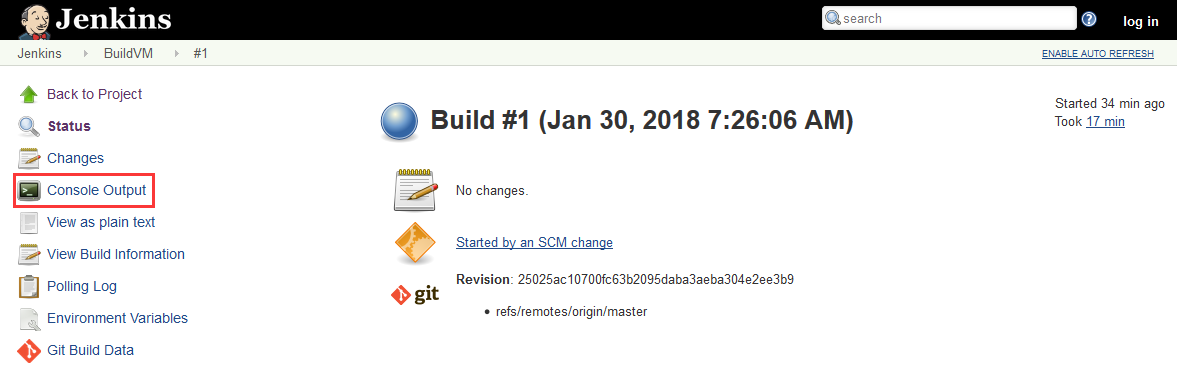 Jenkins
search
log in
Jenkins BuildVM #1
ENABLE AUTO REFRESH
Back to Project
Status
Changes
Console Output
View as plain text
View Build Information
Polling Log
Environment Variables
Git Build Data
Build #1 (Jan 30, 2018 7:26:06 AM)
Started 34 min ago
Took 17 min
No changes.
Started by an SCM change
git
Revision: 25025ac10700fc63b2095daba3aeba304e2ee3b9
refs/remotes/origin/master